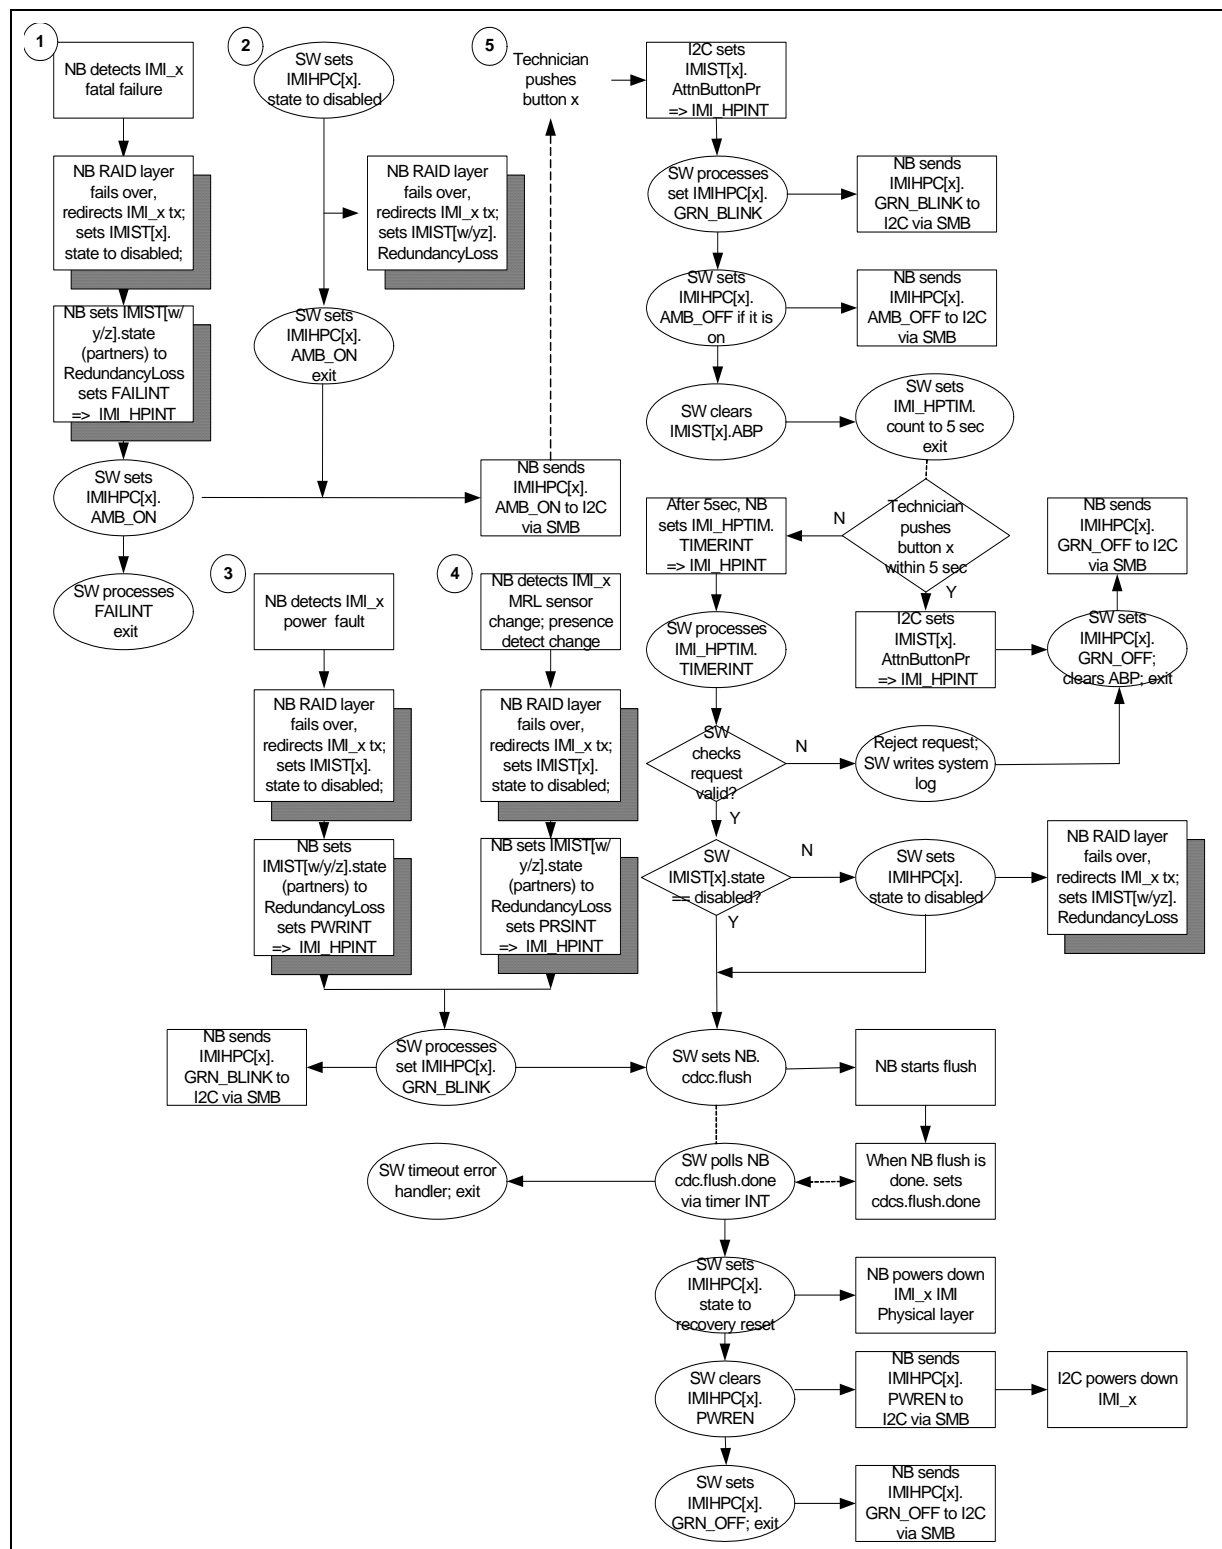 1
NB detects IMI_x
fatal failure
NB RAID layer
fails over,
redirects IMI_x tx;
sets IMIST[x].
state to disabled;
NB sets IMIST[w/
y/z].state
(partners) to
RedundancyLoss
sets FAILINT
=> IMI_HPINT
SW sets
IMIHPC[x].
AMB_ON
SW processes
FAILINT
exit
2
SW sets
IMIHPC[x].
state to disabled
NB RAID layer
fails over,
redirects IMI_x tx;
sets IMIST[w/yz].
RedundancyLoss
SW sets
IMIHPC[x].
AMB_ON
exit
NB sends
IMIHPC[x].
AMB_ON to I2C
via SMB
3
NB detects IMI_x
power fault
NB RAID layer
fails over,
redirects IMI_x tx;
sets IMIST[x].
state to disabled;
NB sets
IMIST[w/y/z].state
(partners) to
RedundancyLoss
sets PWRINT
=> IMI_HPINT
4
NB detects IMI_x
MRL sensor
change; presence
detect change
NB RAID layer
fails over,
redirects IMI_x tx;
sets IMIST[x].
state to disabled;
NB sets IMIST[w/
y/z].state
(partners) to
RedundancyLoss
sets PRSINT
=> IMI_HPINT
NB sends
IMIHPC[x].
GRN_BLINK to
I2C via SMB
SW processes
set IMIHPC[x].
GRN_BLINK
5
Technician
pushes
button x
I2C sets
IMIST[x].
AttnButtonPr
=> IMI_HPINT
SW processes
set IMIHPC[x].
GRN_BLINK
NB sends
IMIHPC[x].
GRN_BLINK to
I2C via SMB
SW sets
IMIHPC[x].
AMB_OFF if it is
on
NB sends
IMIHPC[x].
AMB_OFF to I2C
via SMB
SW clears
IMIST[x].ABP
SW sets
IMI_HPTIM.
count to 5 sec
exit
Technician
pushes
button x
within 5 sec
N
Y
After 5sec, NB
sets IMI_HPTIM.
TIMERINT
=> IMI_HPINT
NB sends
IMIHPC[x].
GRN_OFF to I2C
via SMB
I2C sets
IMIST[x].
AttnButtonPr
=> IMI_HPINT
SW sets
IMIHPC[x].
GRN_OFF;
clears ABP; exit
SW processes
IMI_HPTIM.
TIMERINT
SW
checks
request
valid?
N
Y
Reject request;
SW writes system
log
SW
IMIST[x].state
== disabled?
N
Y
SW sets
IMIHPC[x].
state to disabled
NB RAID layer
fails over,
redirects IMI_x tx;
sets IMIST[w/yz].
RedundancyLoss
SW sets NB.
cdcc.flush
NB starts flush
SW timeout error
handler; exit
SW polls NB
cdc.flush.done
via timer INT
When NB flush is
done. sets
cdcs.flush.done
SW sets
IMIHPC[x].
state to
recovery reset
NB powers down
IMI_x IMI
Physical layer
SW clears
IMIHPC[x].
PWREN
NB sends
IMIHPC[x].
PWREN to
I2C via SMB
I2C powers down
IMI_x
SW sets
IMIHPC[x].
GRN_OFF; exit
NB sends
IMIHPC[x].
GRN_OFF to I2C
via SMB